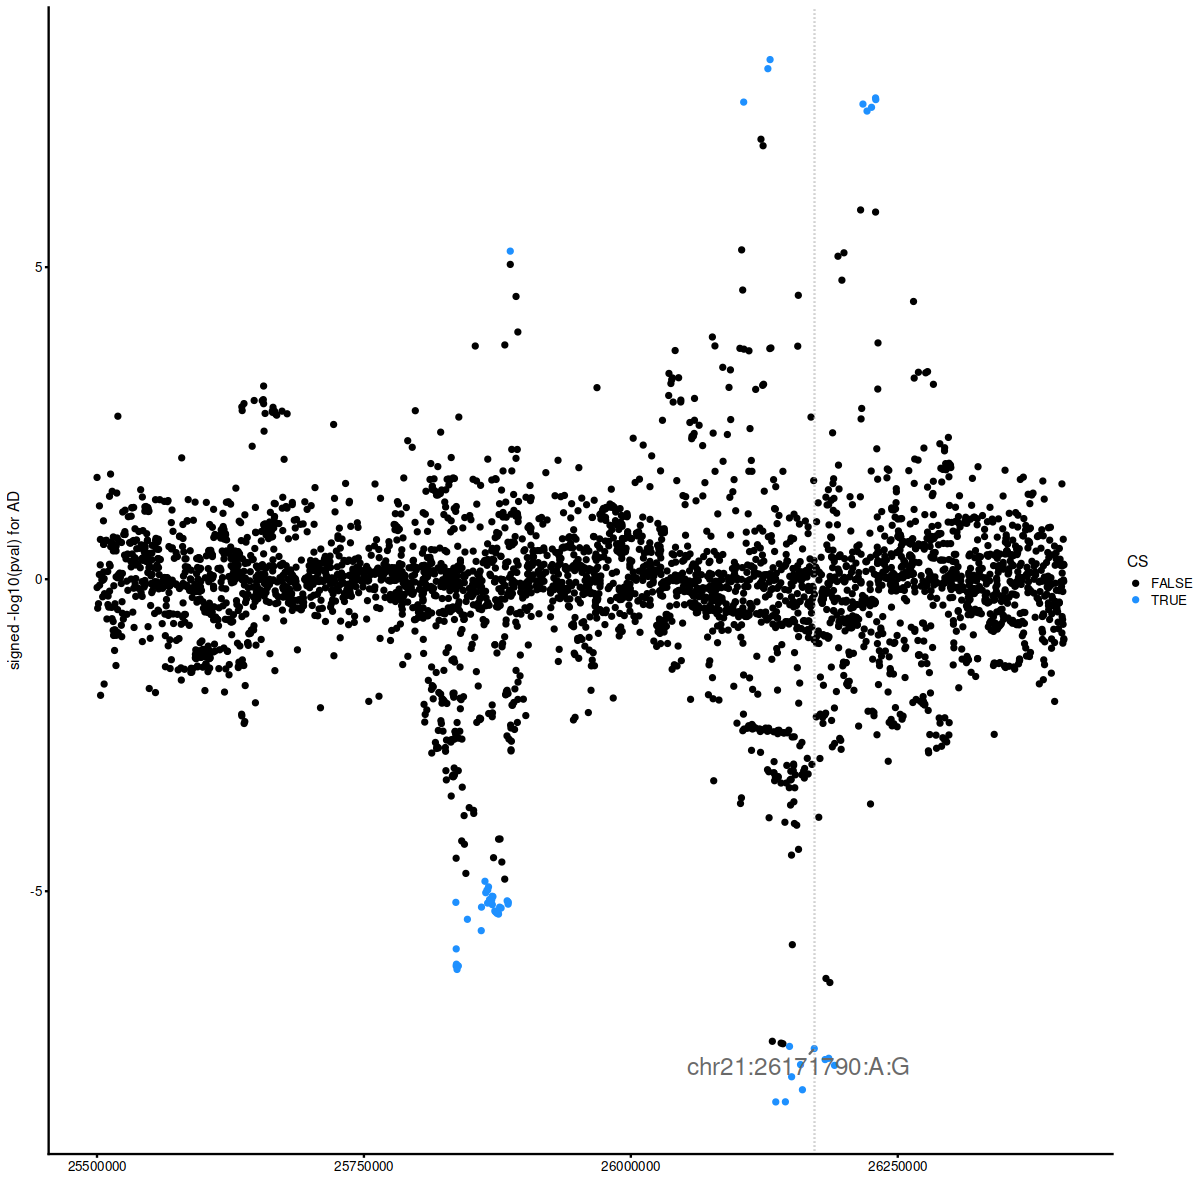 signed -log10(pval) for AD
5
0
-5
chr21:26171790:A:G
25500000
25750000
26000000
26250000
CS
FALSE
TRUE